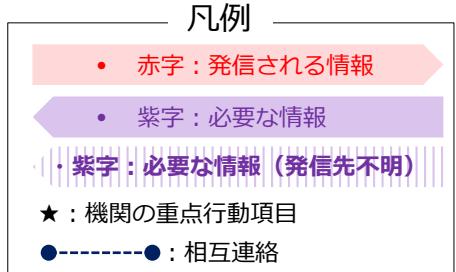 凡例
• 赤字：発信される情報
• 紫字：必要な情報
・紫字：必要な情報（発信先不明）
★：機関の重点行動項目
●--------●：相互連絡